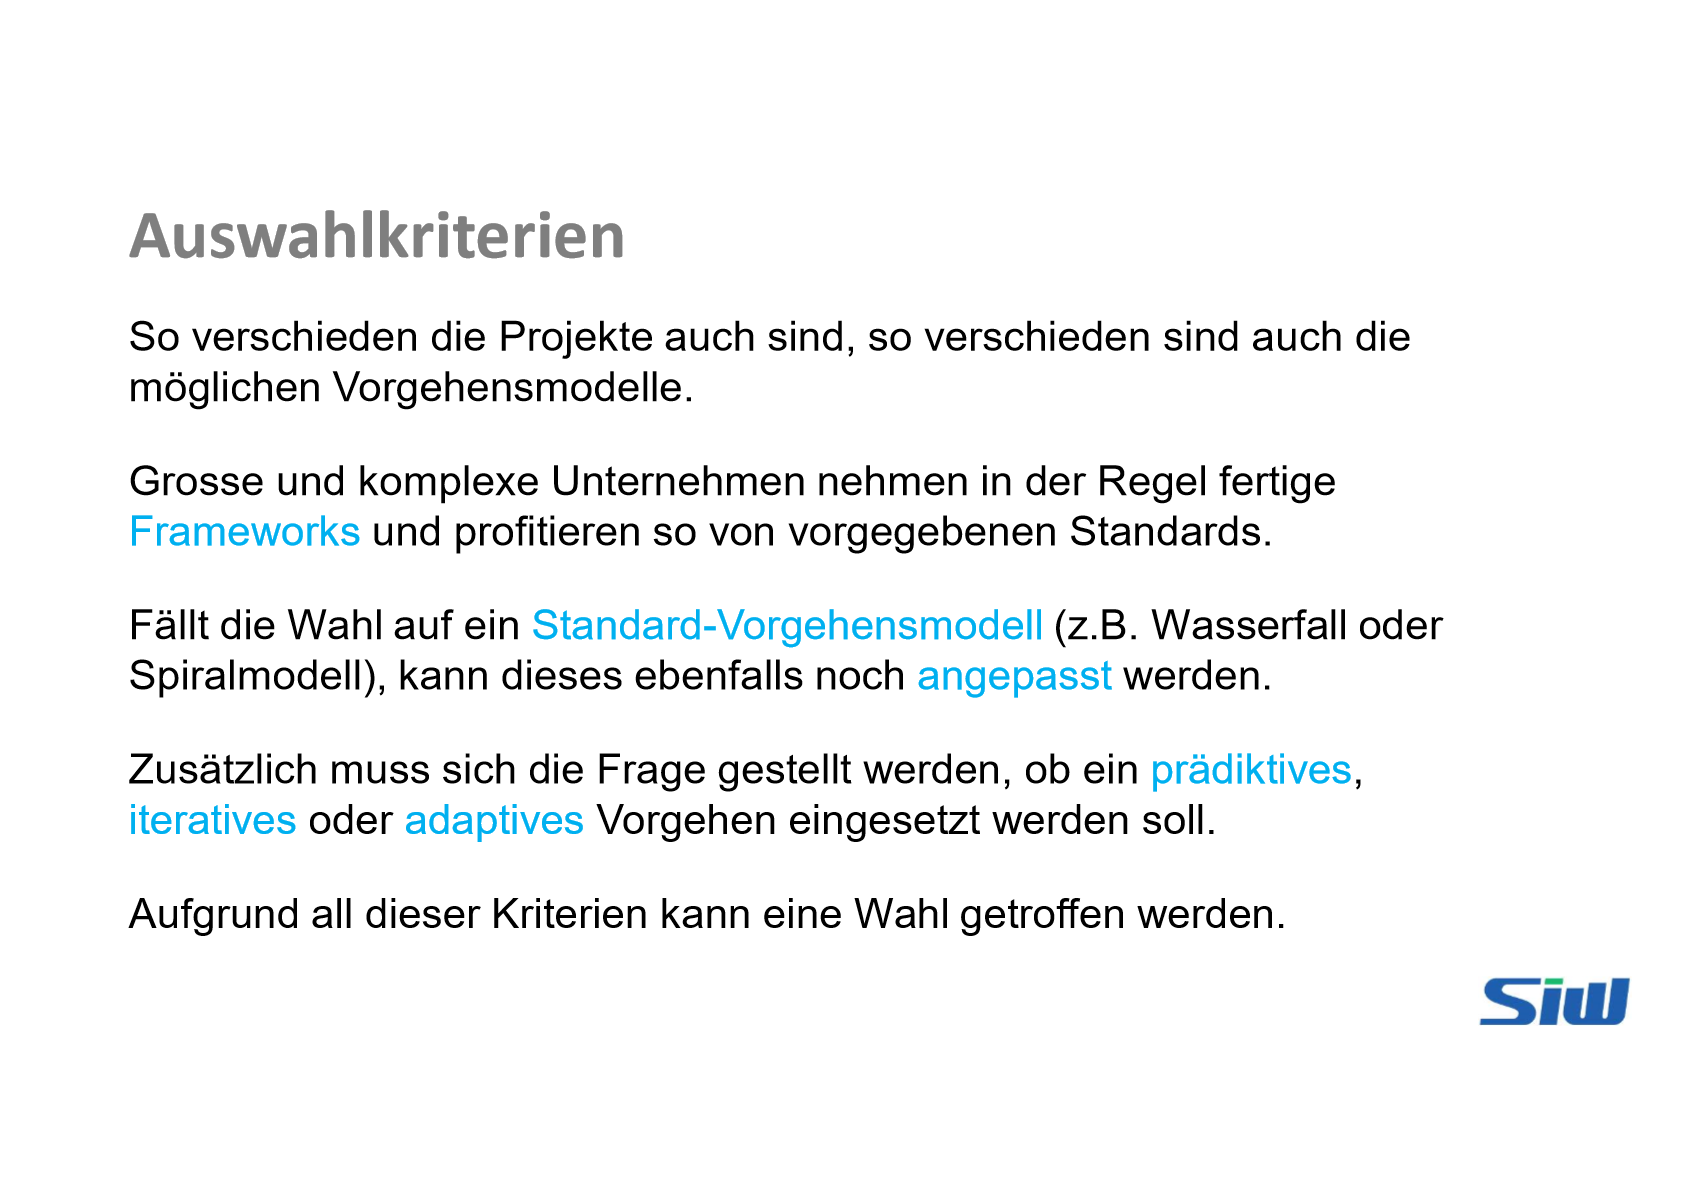 Auswahlkriterien
So verschieden die Projekte auch sind, so verschieden sind auch die
möglichen Vorgehensmodelle.
Grosse und komplexe Unternehmen nehmen in der Regel fertige
Frameworks und profitieren so von vorgegebenen Standards.
Fällt die Wahl auf ein Standard-Vorgehensmodell (z.B. Wasserfall oder
Spiralmodell), kann dieses ebenfalls noch angepasst werden.
Zusätzlich muss sich die Frage gestellt werden, ob ein prädiktives,
iteratives oder adaptives Vorgehen eingesetzt werden soll.
Aufgrund all dieser Kriterien kann eine Wahl getroffen werden.
Siw